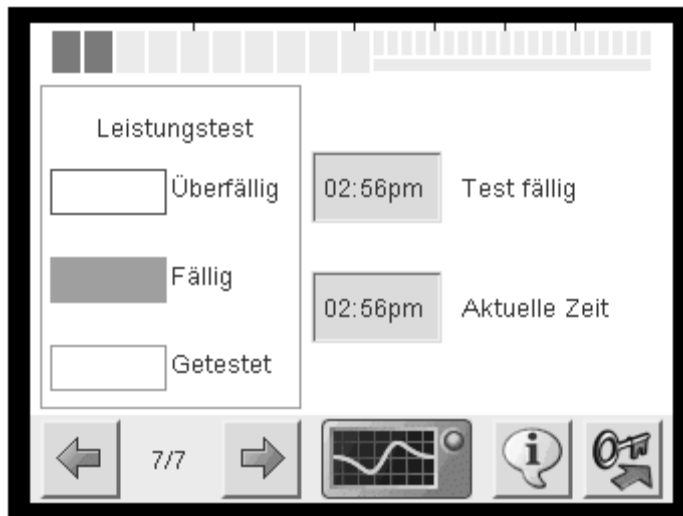 Leistungstest
Überfällig
02:56pm Test fällig
Fällig
02:56pm Aktuelle Zeit
Getestet
7/7
i